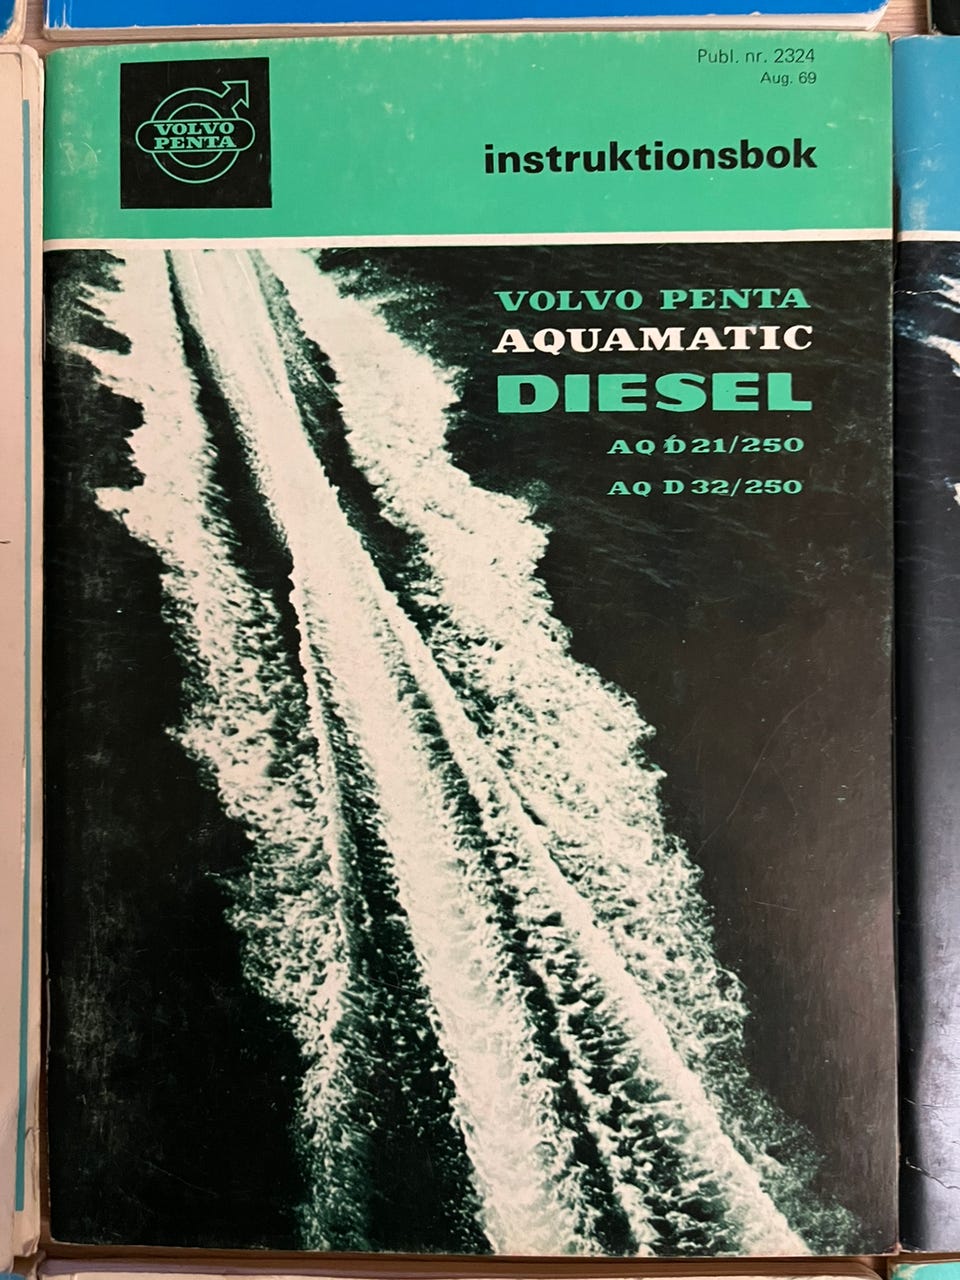 VOLVO
PENTA
Publ. nr. 2324
Aug. 69
instruktionsbok
VOLVO PENTA
AQUAMATIC
DIESEL
AQ D 21/250
AQ D 32/250